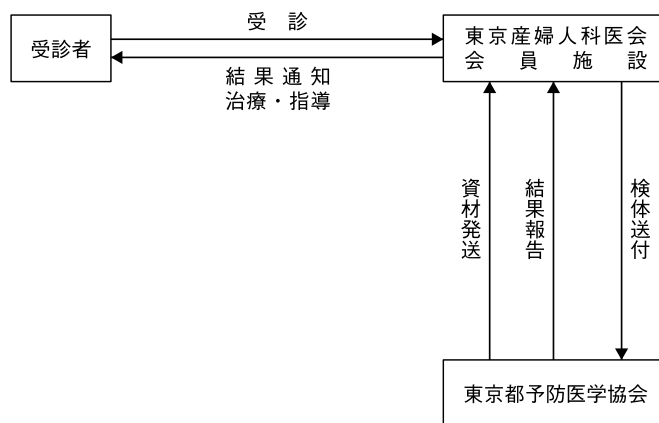 受診
受診者
東京産婦人科医会
会員施設
結果通知
治療・指導
資材発送
結果報告
検体送付
東京都予防医学協会